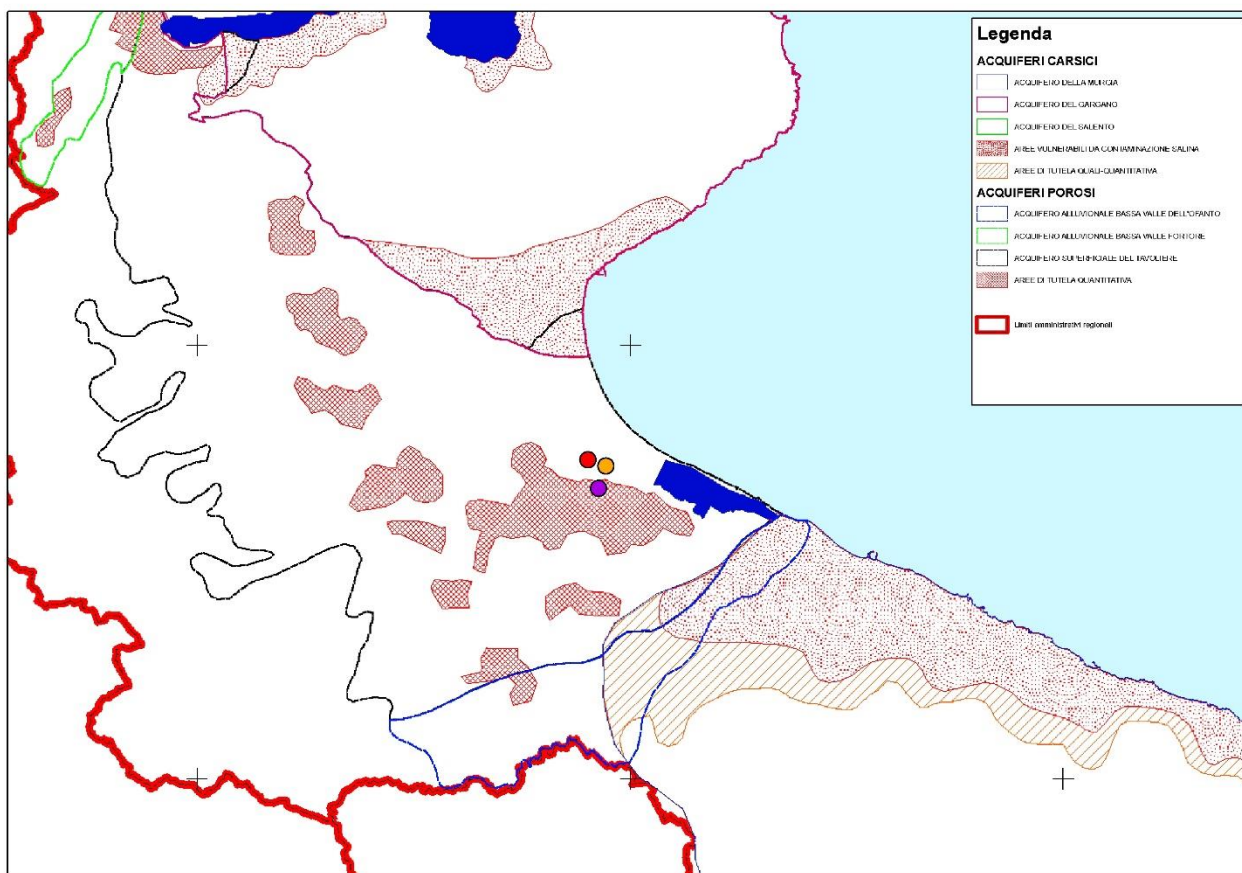 Legenda
ACQUIFERI CARSICI
ACQUIFERO DELLA MURGIA
ACQUIFERO DEL GARGANO
ACQUIFERO DEL SALENTO
AREE VULNERABILI DA CONTAMINAZIONE SALINA
AREE DI TUTELA QUALI-QUANTITATIVA
ACQUIFERI POROSI
ACQUIFERO ALLUVIONALE BASSA VALLE DELL'OFANTO
ACQUIFERO ALLUVIONALE BASSA VALLE FORTORE
ACQUIFERO SUPERFICIALE DEL TAVOLIERE
AREE DI TUTELA QUANTITATIVA
Limiti amministrativi regionali